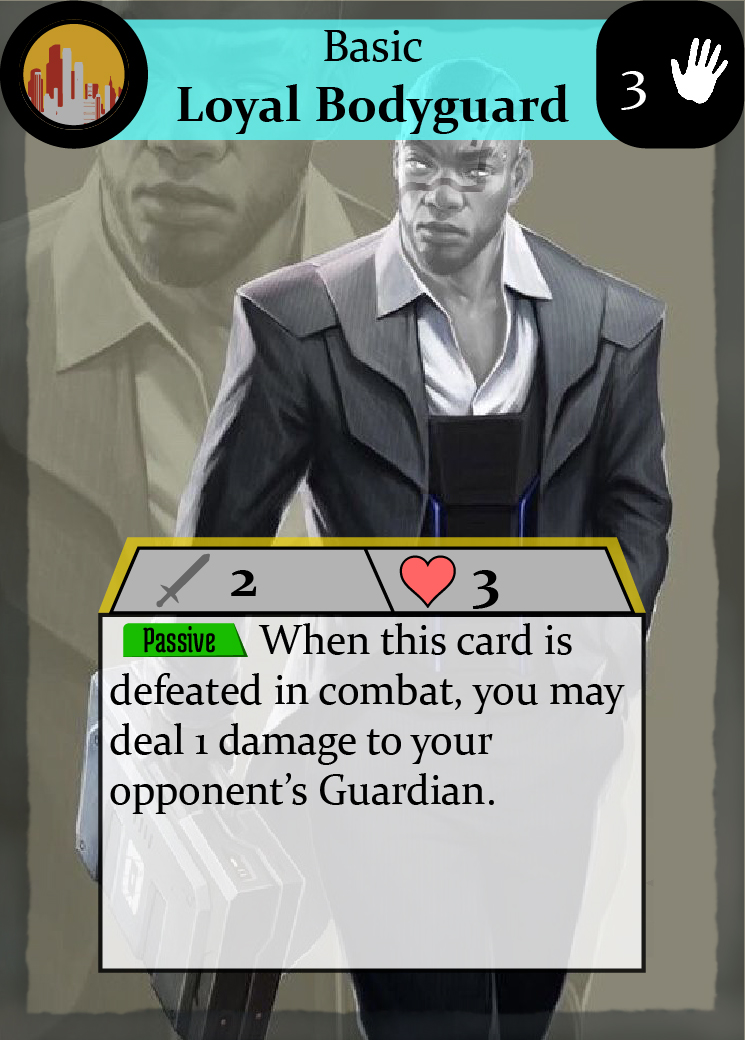 Basic
Loyal Bodyguard
3
2
3
Passive When this card is
defeated in combat, you may
deal 1 damage to your
opponent’s Guardian.